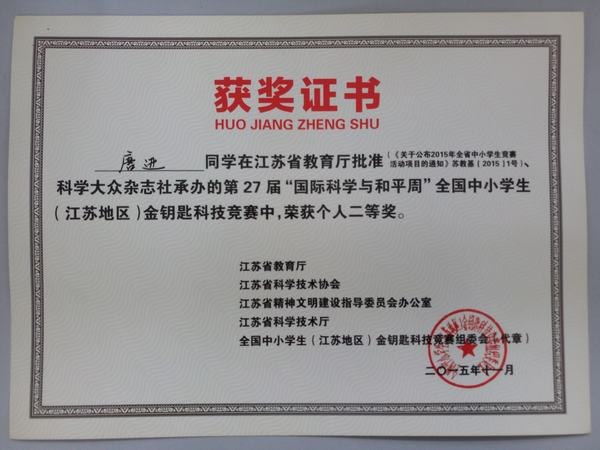 获奖证书
HUO JIANG ZHENG SHU
唐进 同学在江苏省教育厅批准(《关于公布2015年全省中小学生竞赛
活动项目的通知》苏教基〔2015〕1号)、
科学大众杂志社承办的第27届“国际科学与和平周”全国中小学生
(江苏地区)金钥匙科技竞赛中,荣获个人二等奖。
江苏省教育厅
江苏省科学技术协会
江苏省精神文明建设指导委员会办公室
江苏省科学技术厅
全国中小学生(江苏地区)金钥匙科技竞赛组委会(代章)
二〇一五年十一月